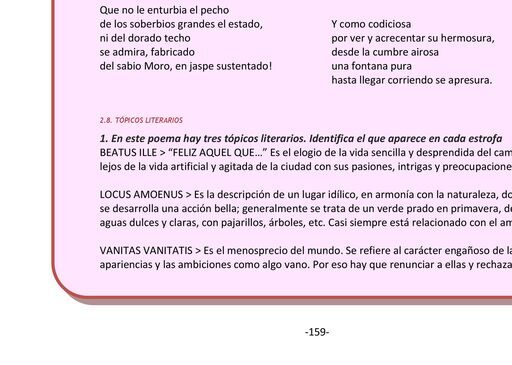 Que no le enturbia el pecho
de los soberbios grandes el estado,
ni del dorado techo
se admira, fabricado
del sabio Moro, en jaspe sustentado!
Y como codiciosa
por ver y acrecentar su hermosura,
desde la cumbre airosa
una fontana pura
hasta llegar corriendo se apresura.
2.8. TÓPICOS LITERARIOS
1. En este poema hay tres tópicos literarios. Identifica el que aparece en cada estrofa
BEATUS ILLE > “FELIZ AQUEL QUE...” Es el elogio de la vida sencilla y desprendida del cam
lejos de la vida artificial y agitada de la ciudad con sus pasiones, intrigas y preocupacione
LOCUS AMOENUS > Es la descripción de un lugar idílico, en armonía con la naturaleza, do
se desarrolla una acción bella; generalmente se trata de un verde prado en primavera, de
aguas dulces y claras, con pajarillos, árboles, etc. Casi siempre está relacionado con el am
VANITAS VANITATIS > Es el menosprecio del mundo. Se refiere al carácter engañoso de la
apariencias y las ambiciones como algo vano. Por eso hay que renunciar a ellas y rechaza
-159-